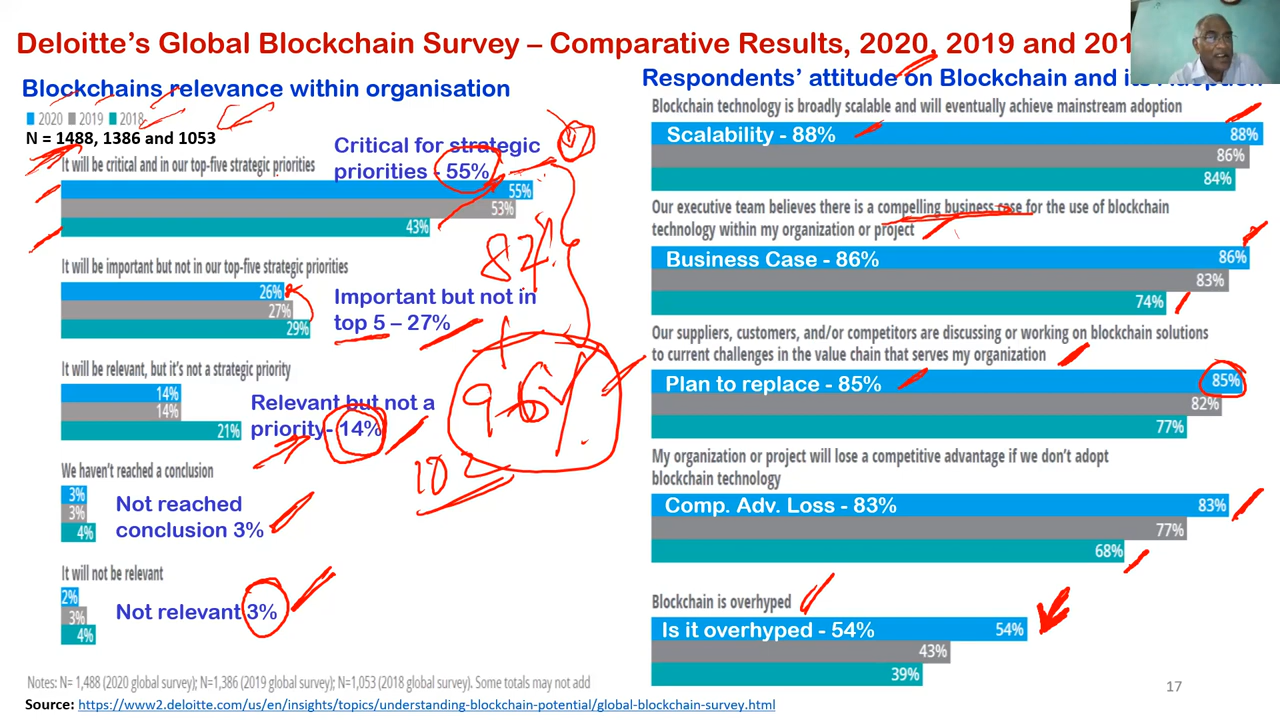 Deloitte's Global Blockchain Survey – Comparative Results, 2020, 2019 and 201
Blockchains relevance within organisation
2020 2019 2018
N = 1488, 1386 and 1053
It will be critical and in our top-five strategic priorities
Critical for strategic
priorities - 55%
55%
53%
43%
82%
It will be important but not in our top-five strategic priorities
26%
27%
29%
Important but not in
top 5 – 27%
It will be relevant, but it's not a strategic priority
14%
14%
21%
Relevant but not a
priority- 14%
96%
102
We haven't reached a conclusion
3%
3%
4%
Not reached
conclusion 3%
It will not be relevant
2%
3%
4%
Not relevant 3%
Respondents' attitude on Blockchain and its Adoption
Blockchain technology is broadly scalable and will eventually achieve mainstream adoption
Scalability - 88%
88%
86%
84%
Our executive team believes there is a compelling business case for the use of blockchain
technology within my organization or project
Business Case - 86%
86%
83%
74%
Our suppliers, customers, and/or competitors are discussing or working on blockchain solutions
to current challenges in the value chain that serves my organization
Plan to replace - 85%
85%
82%
77%
My organization or project will lose a competitive advantage if we don't adopt
blockchain technology
Comp. Adv. Loss - 83%
83%
77%
68%
Blockchain is overhyped
Is it overhyped - 54%
54%
43%
39%
Notes: N= 1,488 (2020 global survey); N=1,386 (2019 global survey); N=1,053 (2018 global survey). Some totals may not add
17
Source: https://www2.deloitte.com/us/en/insights/topics/understanding-blockchain-potential/global-blockchain-survey.html